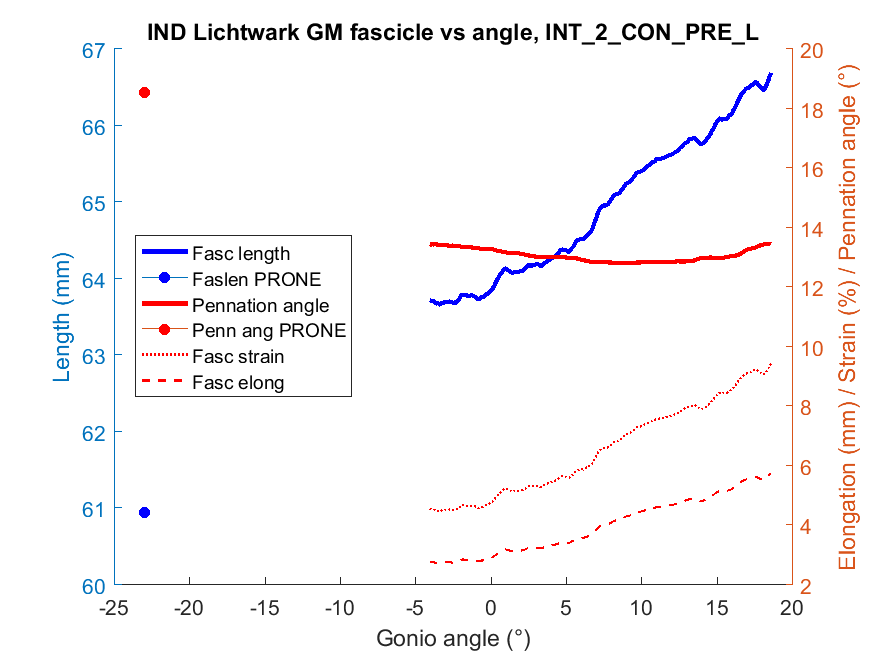 IND Lichtwark GM fascicle vs angle, INT_2_CON_PRE_L
67
66
65
64
63
62
61
60
Length (mm)
20
18
16
14
12
10
8
6
4
2
Elongation (mm) / Strain (%) / Pennation angle (°)
Fasc length
Faslen PRONE
Pennation angle
Penn ang PRONE
Fasc strain
Fasc elong
-25 -20 -15 -10 -5 0 5 10 15 20
Gonio angle (°)